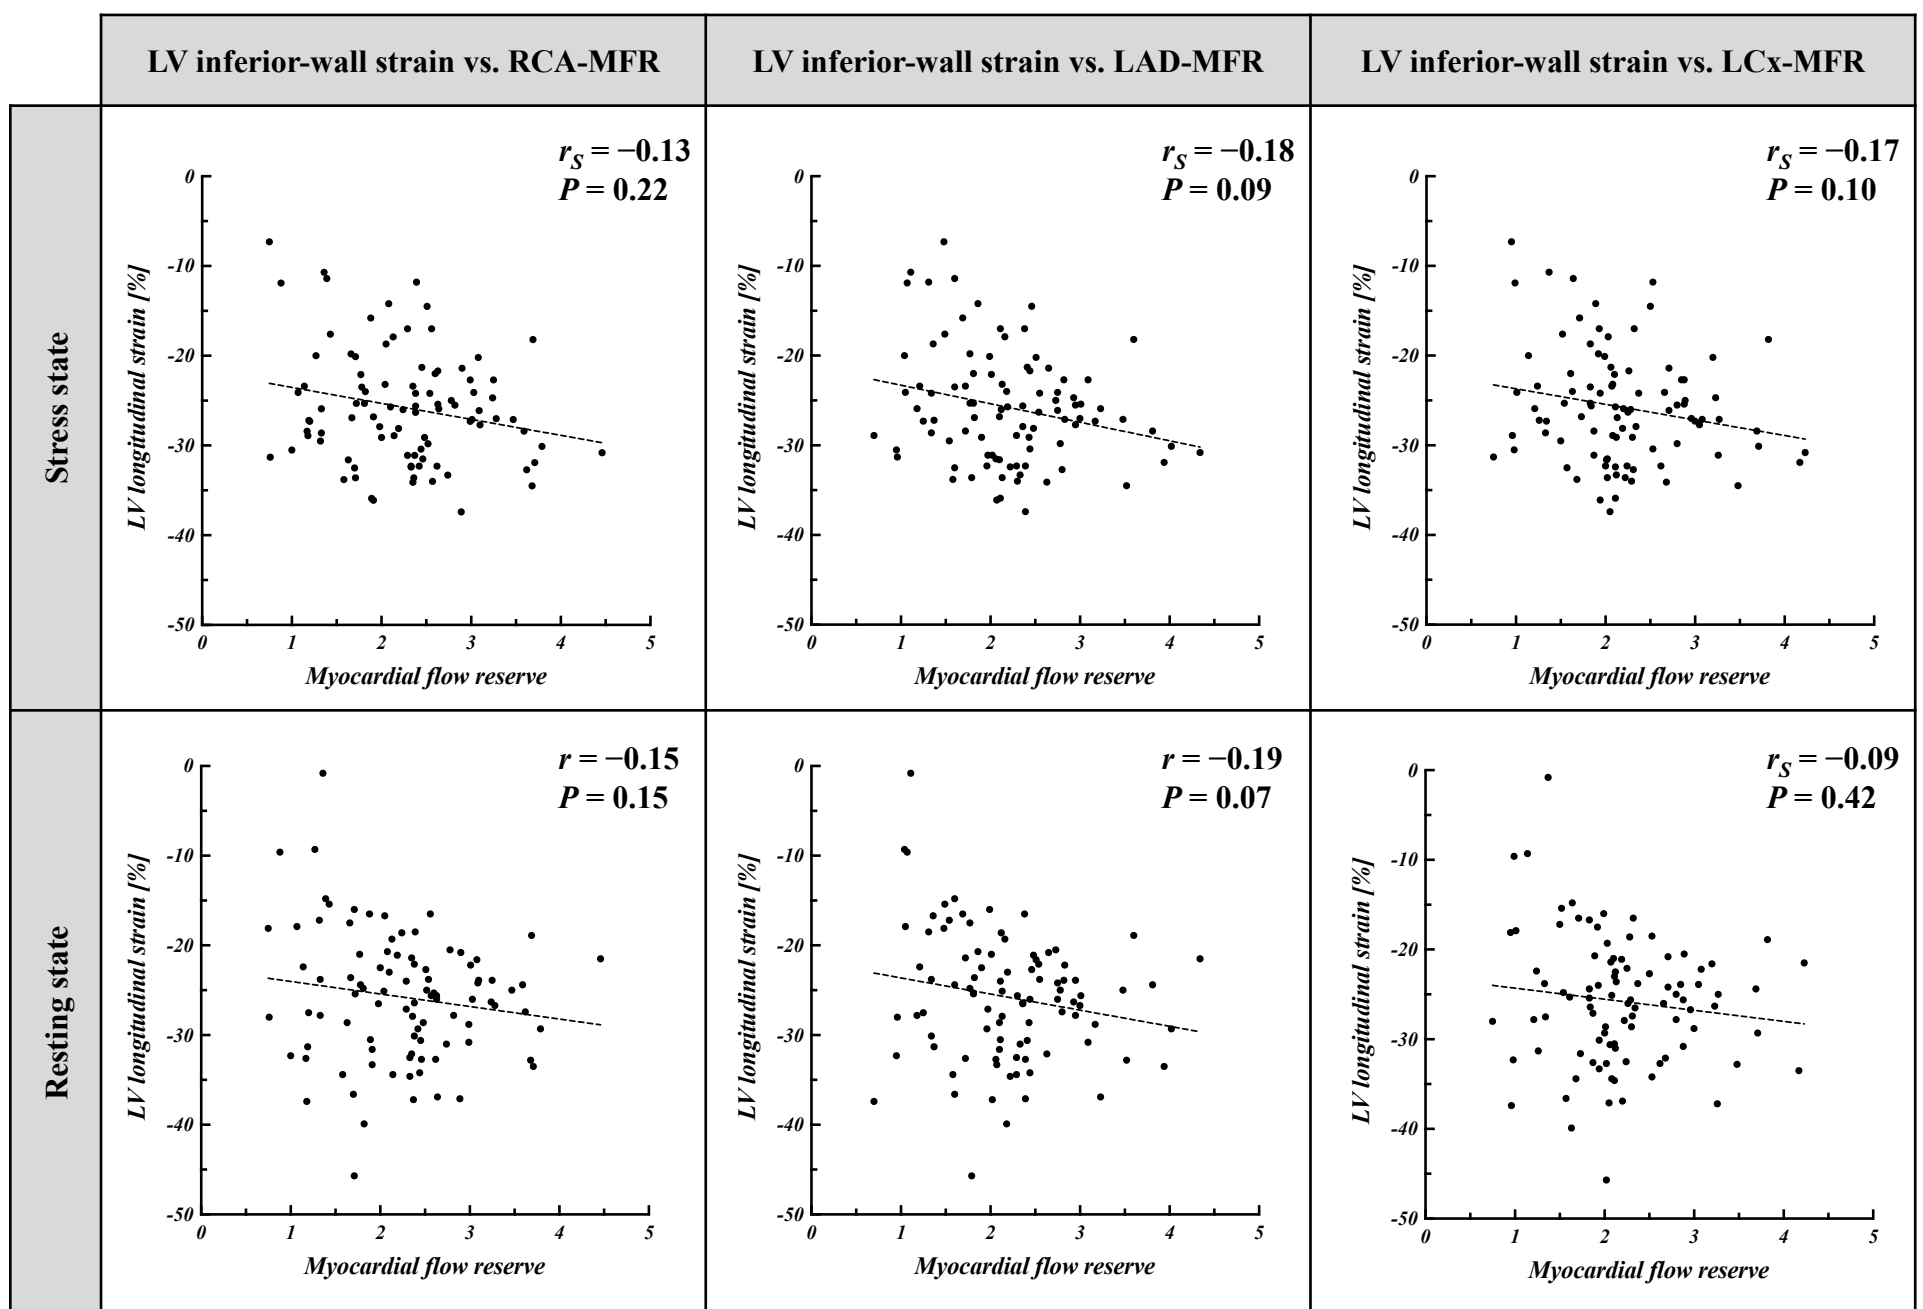 LV inferior-wall strain vs. RCA-MFR
LV inferior-wall strain vs. LAD-MFR
LV inferior-wall strain vs. LCx-MFR
Stress state
rS = −0.13
P = 0.22
LV longitudinal strain [%]
0
-10
-20
-30
-40
-50
0 1 2 3 4 5
Myocardial flow reserve
rS = −0.18
P = 0.09
LV longitudinal strain [%]
0
-10
-20
-30
-40
-50
0 1 2 3 4 5
Myocardial flow reserve
rS = −0.17
P = 0.10
LV longitudinal strain [%]
0
-10
-20
-30
-40
-50
0 1 2 3 4 5
Myocardial flow reserve
Resting state
r = −0.15
P = 0.15
LV longitudinal strain [%]
0
-10
-20
-30
-40
-50
0 1 2 3 4 5
Myocardial flow reserve
r = −0.19
P = 0.07
LV longitudinal strain [%]
0
-10
-20
-30
-40
-50
0 1 2 3 4 5
Myocardial flow reserve
rS = −0.09
P = 0.42
LV longitudinal strain [%]
0
-10
-20
-30
-40
-50
0 1 2 3 4 5
Myocardial flow reserve